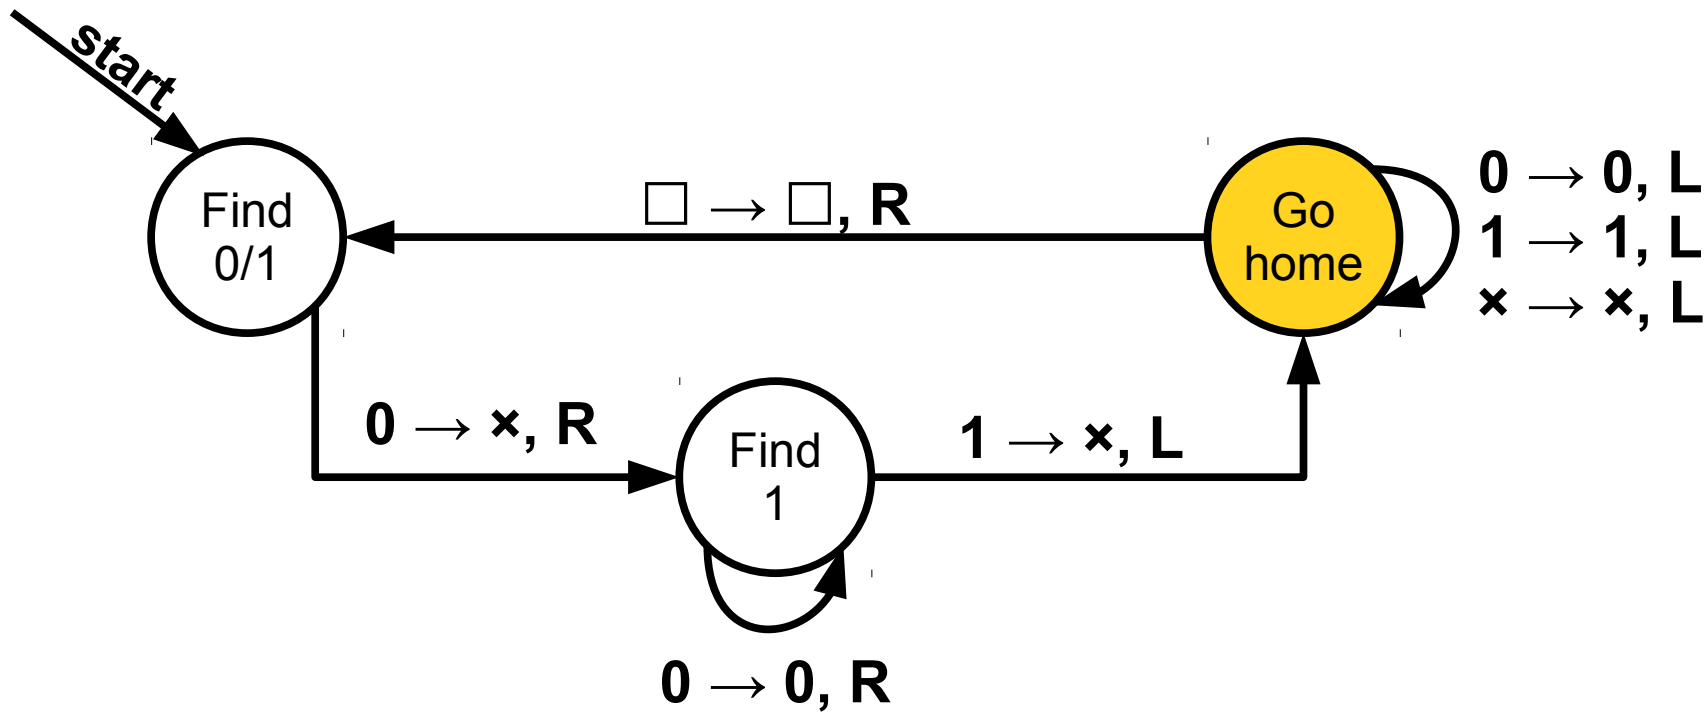 start
Find
0/1
□ → □, R
Go
home
0 → 0, L
1 → 1, L
× → ×, L
0 → ×, R
Find
1
1 → ×, L
0 → 0, R